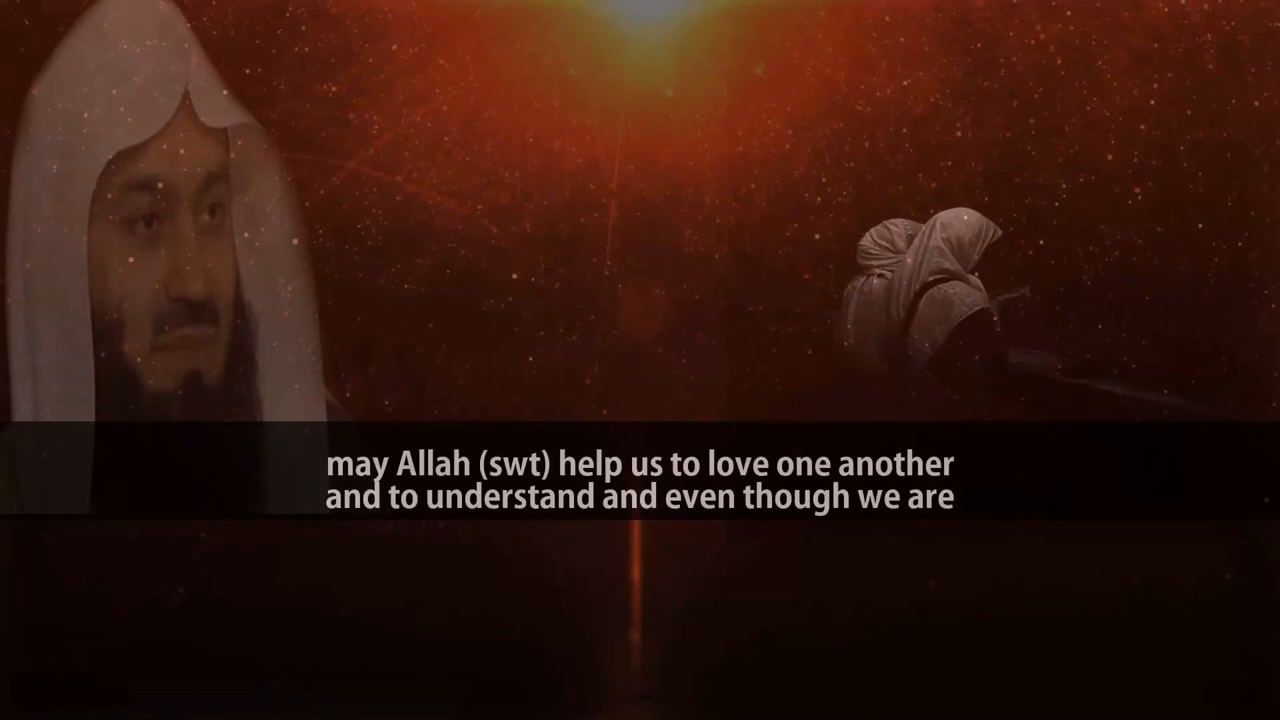 may Allah (swt) help us to love one another
and to understand and even though we are